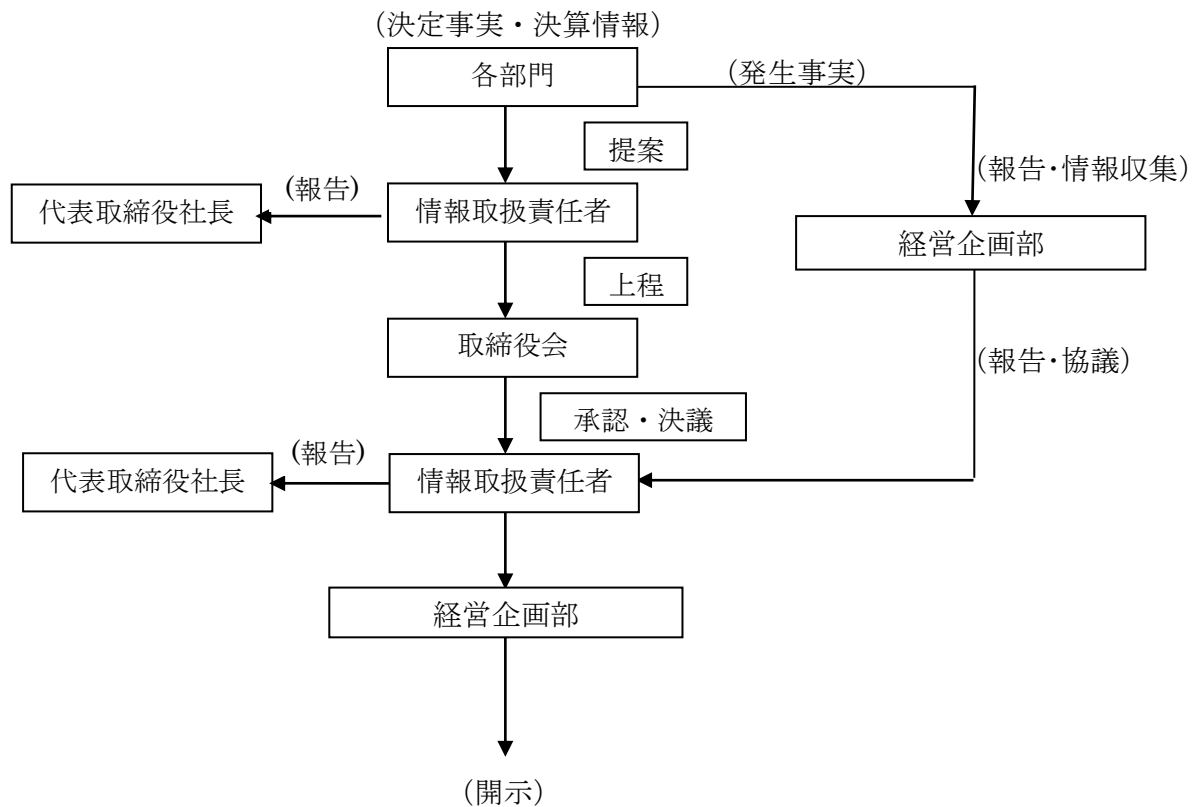 （決定事実・決算情報）
各部門
（発生事実）
提案
（報告・情報収集）
（報告）
代表取締役社長
情報取扱責任者
経営企画部
上程
取締役会
（報告・協議）
承認・決議
（報告）
代表取締役社長
情報取扱責任者
経営企画部
（開示）